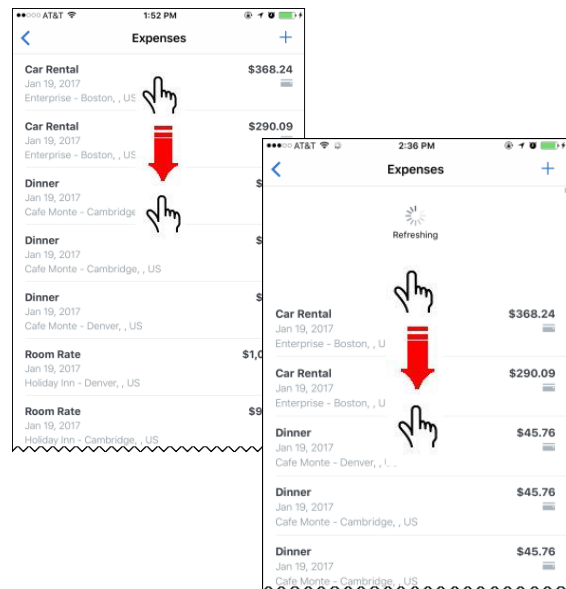 AT&T 1:52 PM
Expenses +
Car Rental $368.24
Jan 19, 2017
Enterprise - Boston, , US
Car Rental $290.09
Jan 19, 2017
Enterprise - Boston, , US
Dinner $
Jan 19, 2017
Cafe Monte - Cambridge
Dinner $
Jan 19, 2017
Cafe Monte - Cambridge, , US
Dinner $
Jan 19, 2017
Cafe Monte - Denver, , US
Room Rate $1,0
Jan 19, 2017
Holiday Inn - Denver, , US
Room Rate $9
Jan 19, 2017
Holiday Inn - Cambridge, , US
AT&T 2:36 PM
Expenses +
Refreshing
Car Rental $368.24
Jan 19, 2017
Enterprise - Boston, , U
Car Rental $290.09
Jan 19, 2017
Enterprise - Boston, , U
Dinner $45.76
Jan 19, 2017
Cafe Monte - Denver, ,
Dinner $45.76
Jan 19, 2017
Cafe Monte - Cambridge, , US
Dinner $45.76
Jan 19, 2017
Cafe Monte - Cambridge, , US